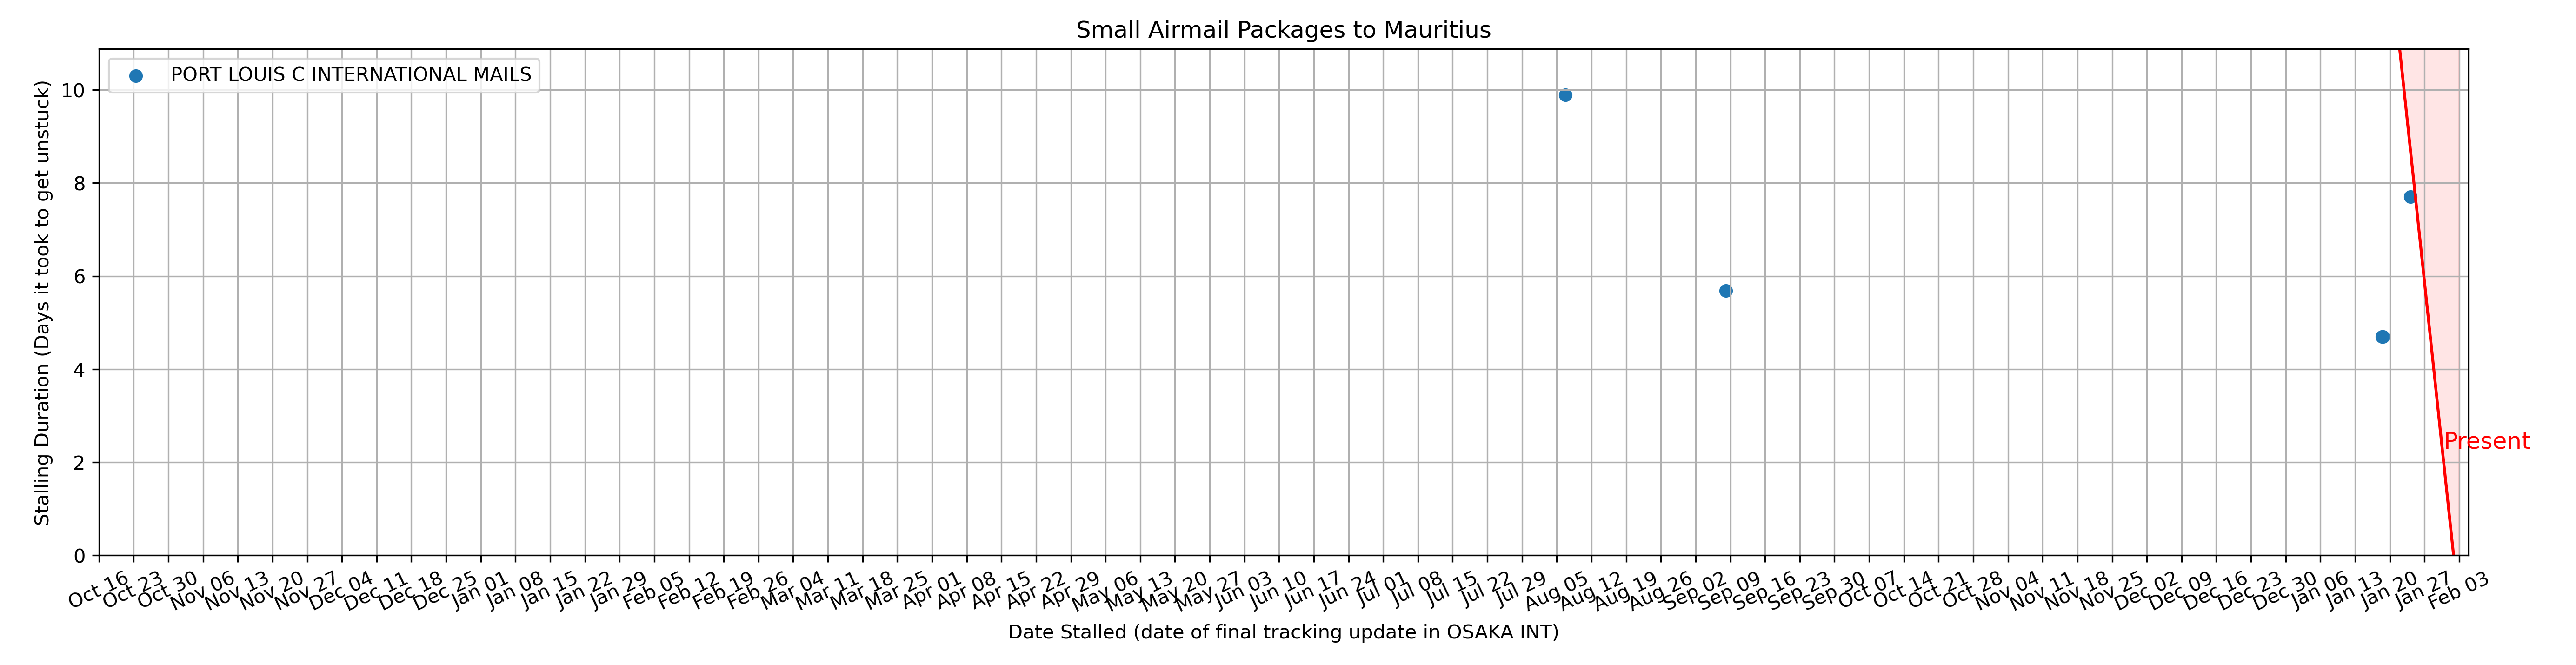 Small Airmail Packages to Mauritius
PORT LOUIS C INTERNATIONAL MAILS
Stalling Duration (Days it took to get unstuck)
10
8
6
4
2
0
Present
Oct 16 Oct 23 Oct 30 Nov 06 Nov 13 Nov 20 Nov 27 Dec 04 Dec 11 Dec 18 Dec 25 Jan 01 Jan 08 Jan 15 Jan 22 Jan 29 Feb 05 Feb 12 Feb 19 Feb 26 Mar 04 Mar 11 Mar 18 Mar 25 Apr 01 Apr 08 Apr 15 Apr 22 Apr 29 May 06 May 13 May 20 May 27 Jun 03 Jun 10 Jun 17 Jun 24 Jul 01 Jul 08 Jul 15 Jul 22 Jul 29 Aug 05 Aug 12 Aug 19 Aug 26 Sep 02 Sep 09 Sep 16 Sep 23 Sep 30 Oct 07 Oct 14 Oct 21 Oct 28 Nov 04 Nov 11 Nov 18 Nov 25 Dec 02 Dec 09 Dec 16 Dec 23 Dec 30 Jan 06 Jan 13 Jan 20 Jan 27 Feb 03
Date Stalled (date of final tracking update in OSAKA INT)